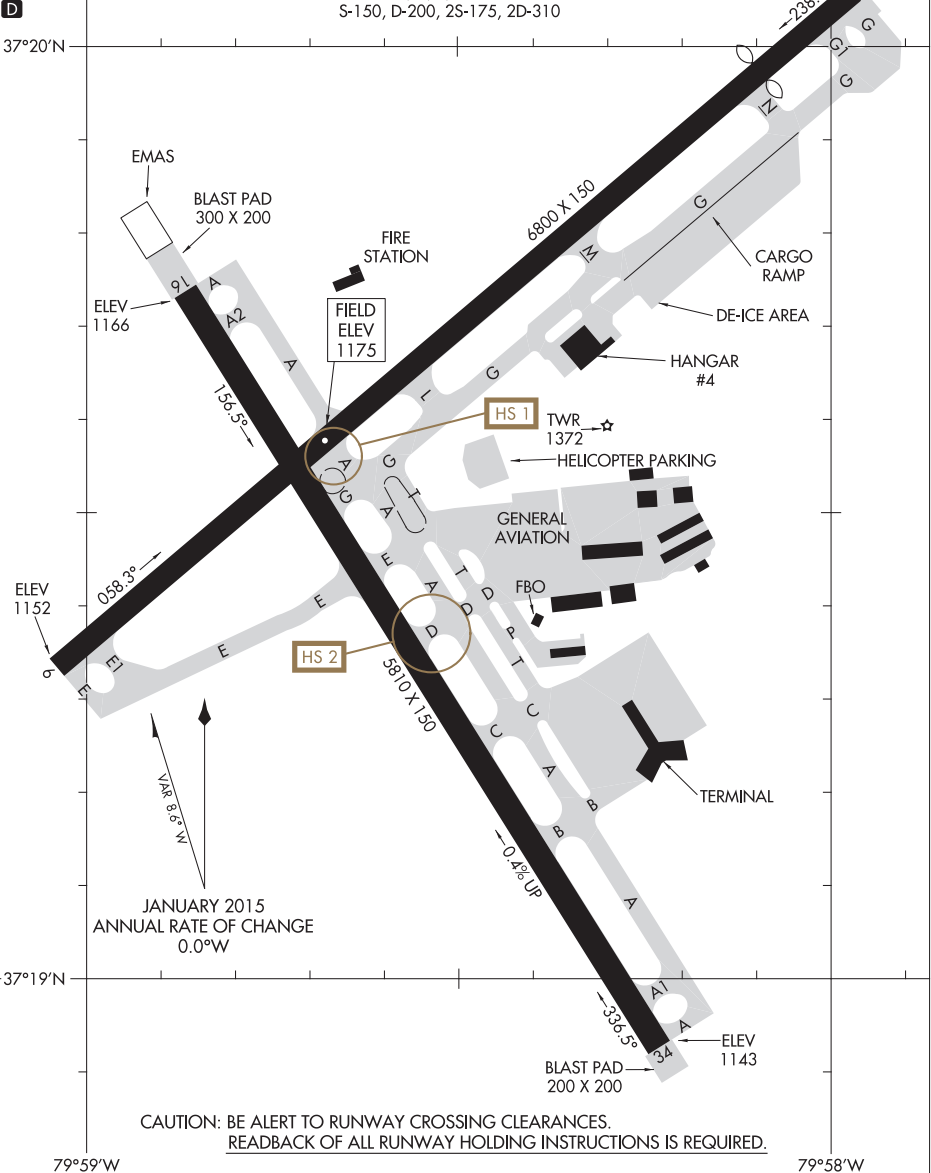 D
S-150, D-200, 2S-175, 2D-310
37°20'N
G
G1
G
N
EMAS
BLAST PAD
300 X 200
6800 X 150
G
FIRE
STATION
M
CARGO
RAMP
16
A
ELEV
1166
A2
FIELD
ELEV
1175
DE-ICE AREA
A
G
HANGAR
#4
156.5°
L
HS 1
TWR
1372
A
G
HELICOPTER PARKING
G
T
A
GENERAL
AVIATION
058.3°
E
E
T
A
D
FBO
ELEV
1152
E
D
D
P
HS 2
E1
E
T
6
E
5810 X 150
C
C
VAR 8.6° W
A
TERMINAL
B
B
0.4% UP
A
JANUARY 2015
ANNUAL RATE OF CHANGE
0.0°W
37°19'N
A1
336.5°
A
34
ELEV
1143
BLAST PAD
200 X 200
CAUTION: BE ALERT TO RUNWAY CROSSING CLEARANCES.
READBACK OF ALL RUNWAY HOLDING INSTRUCTIONS IS REQUIRED.
79°59'W
79°58'W